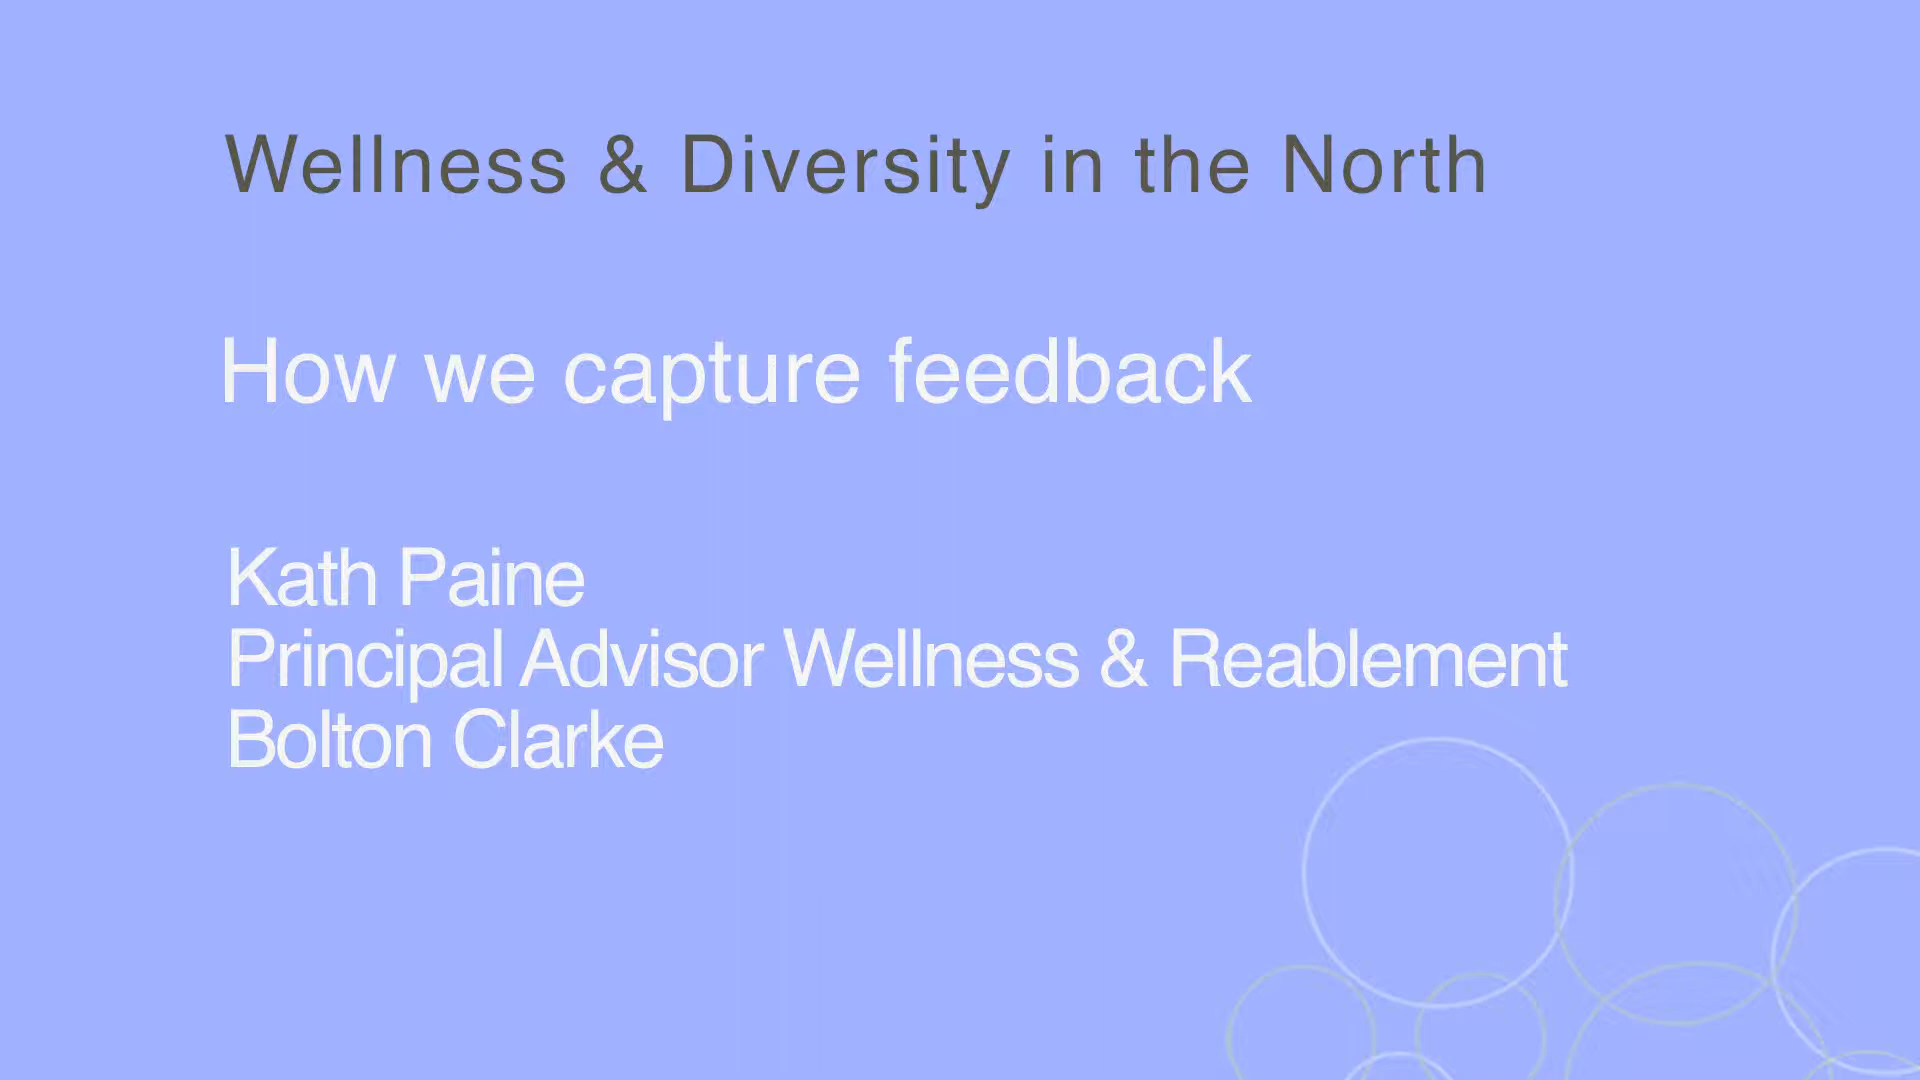 Wellness & Diversity in the North
How we capture feedback
Kath Paine
Principal Advisor Wellness & Reablement
Bolton Clarke